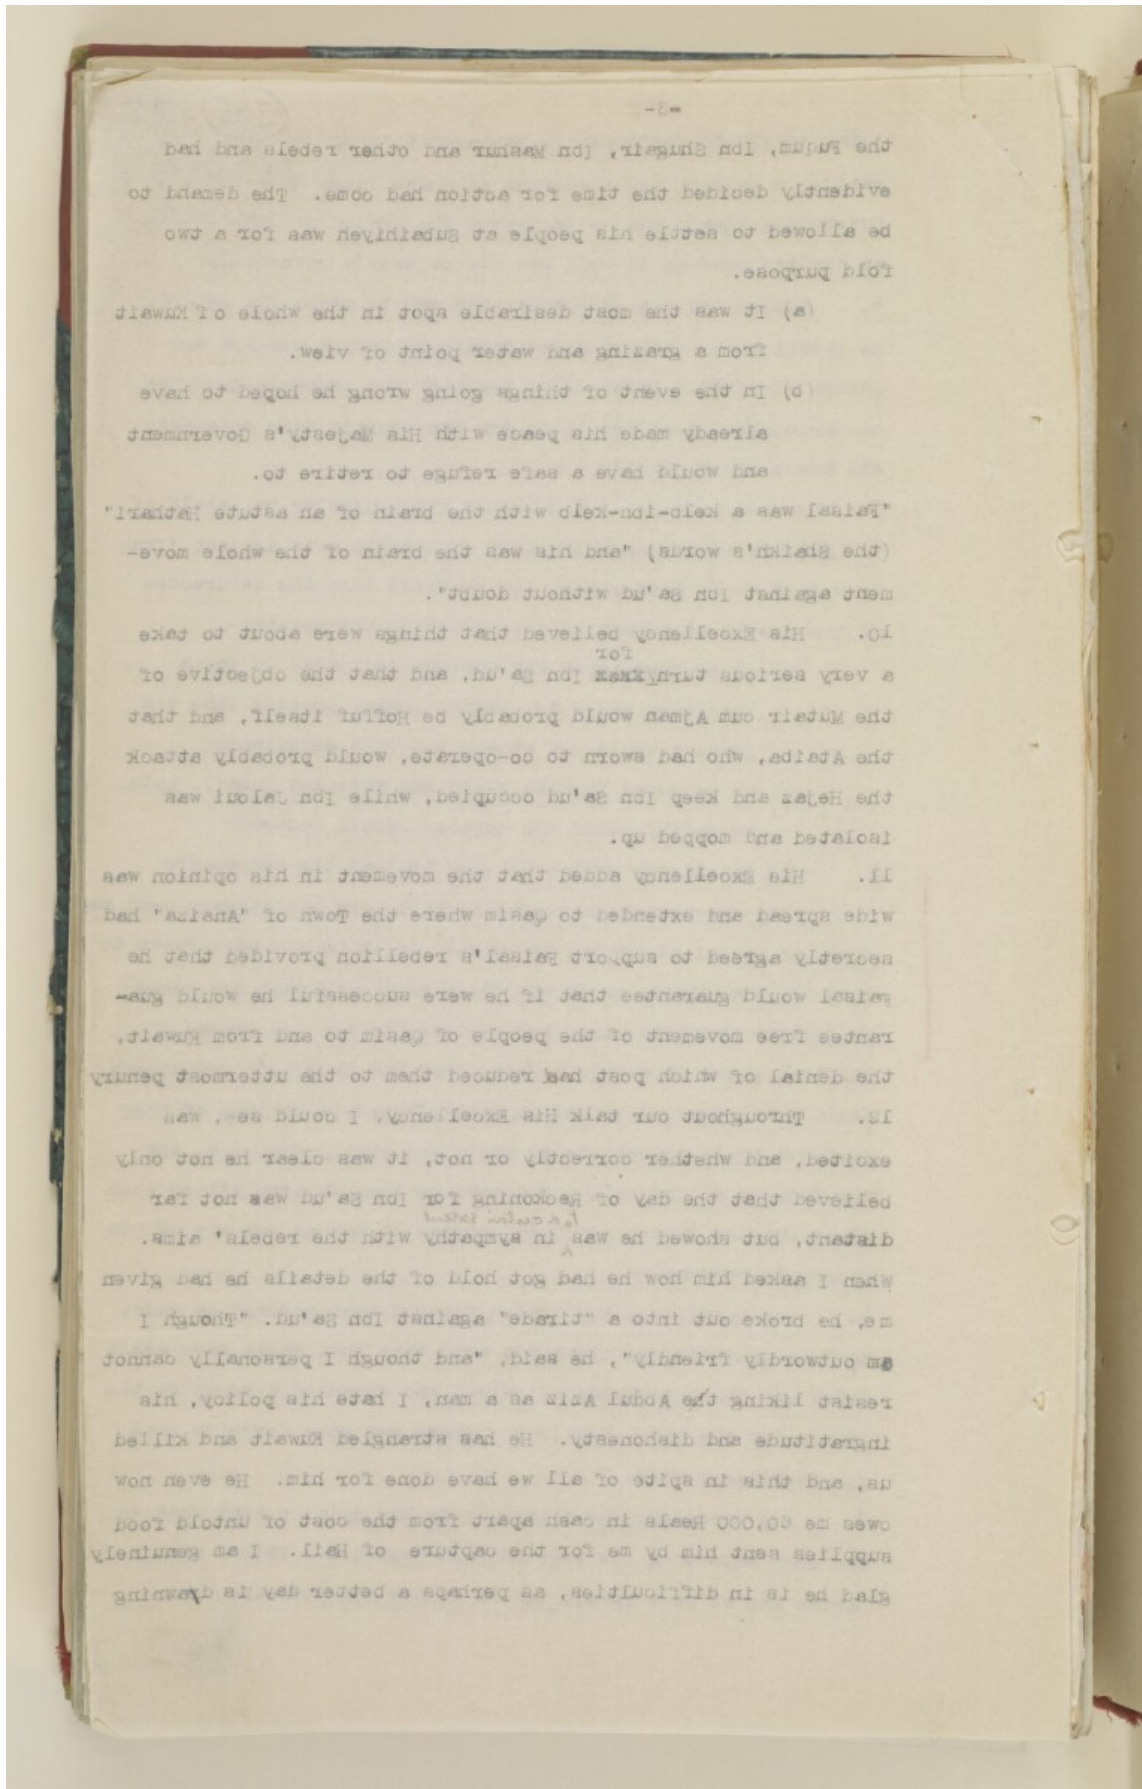 -3-
the Fuqum, Ibn Shugair, Ibn Mashur and other rebels and had
evidently decided the time for action had come. The demand to
be allowed to settle his people at Subaihiyeh was for a two
fold purpose.
(a) It was the most desirable spot in the whole of Kuwait
from a grazing and water point of view.
(b) In the event of things going wrong he hoped to have
already made his peace with His Majesty's Government
and would have a safe refuge to retire to.
"Faisal was a kelb-ibn-kelb with the brain of an astute Hathari"
(the Shaikh's words) "and his was the brain of the whole move-
ment against Ibn Sa'ud without doubt".
10. His Excellency believed that things were about to take
a very serious turn for Ibn Sa'ud, and that the objective of
the Mutair cum Ajman would probably be Hoffuf itself, and that
the Ataiba, who had sworn to co-operate, would probably attack
the Hejaz and keep Ibn Sa'ud occupied, while Ibn Jaloui was
isolated and mopped up.
11. His Excellency added that the movement in his opinion was
wide spread and extended to Qasim where the Town of 'Anaiza' had
secretly agreed to support Faisal's rebellion provided that he
Faisal would guarantee that if he were successful he would gua-
rantee free movement of the people of Qasim to and from Kuwait,
the denial of which post had reduced them to the uttermost penury
12. Throughout our talk His Excellency, I could see, was
excited, and whether correctly or not, it was clear he not only
believed that the day of Reckoning for Ibn Sa'ud was not far
distant, but showed he was to a certain extent in sympathy with the rebels' aims.
When I asked him how he had got hold of the details he had given
me, he broke out into a "tirade" against Ibn Sa'ud. "Though I
am outwordly friendly", he said, "and though I personally cannot
resist liking the Abdul Aziz as a man, I hate his policy, his
ingratitude and dishonesty. He has strangled Kuwait and killed
us, and this in spite of all we have done for him. He even now
owes me 60,000 Reals in cash apart from the cost of untold food
supplies sent him by me for the capture of Hail. I am genuinely
glad he is in difficulties, as perhaps a better day is dawning